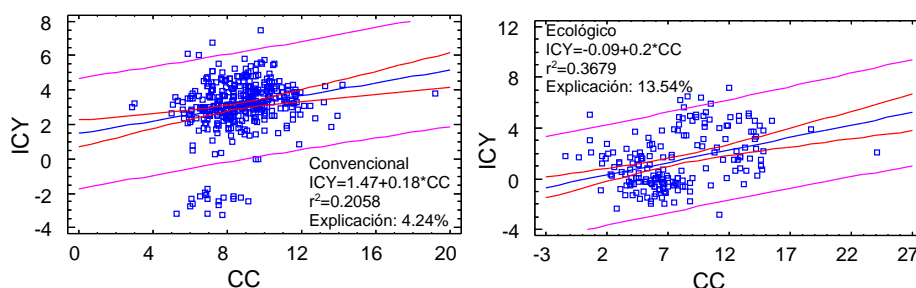 8
6
4
2
0
-2
-4
ICY
Convencional
ICY=1.47+0.18*CC
r²=0.2058
Explicación: 4.24%
0 4 8 12 16 20
CC
12
8
4
0
-4
ICY
Ecológico
ICY=-0.09+0.2*CC
r²=0.3679
Explicación: 13.54%
-3 2 7 12 17 22 27
CC